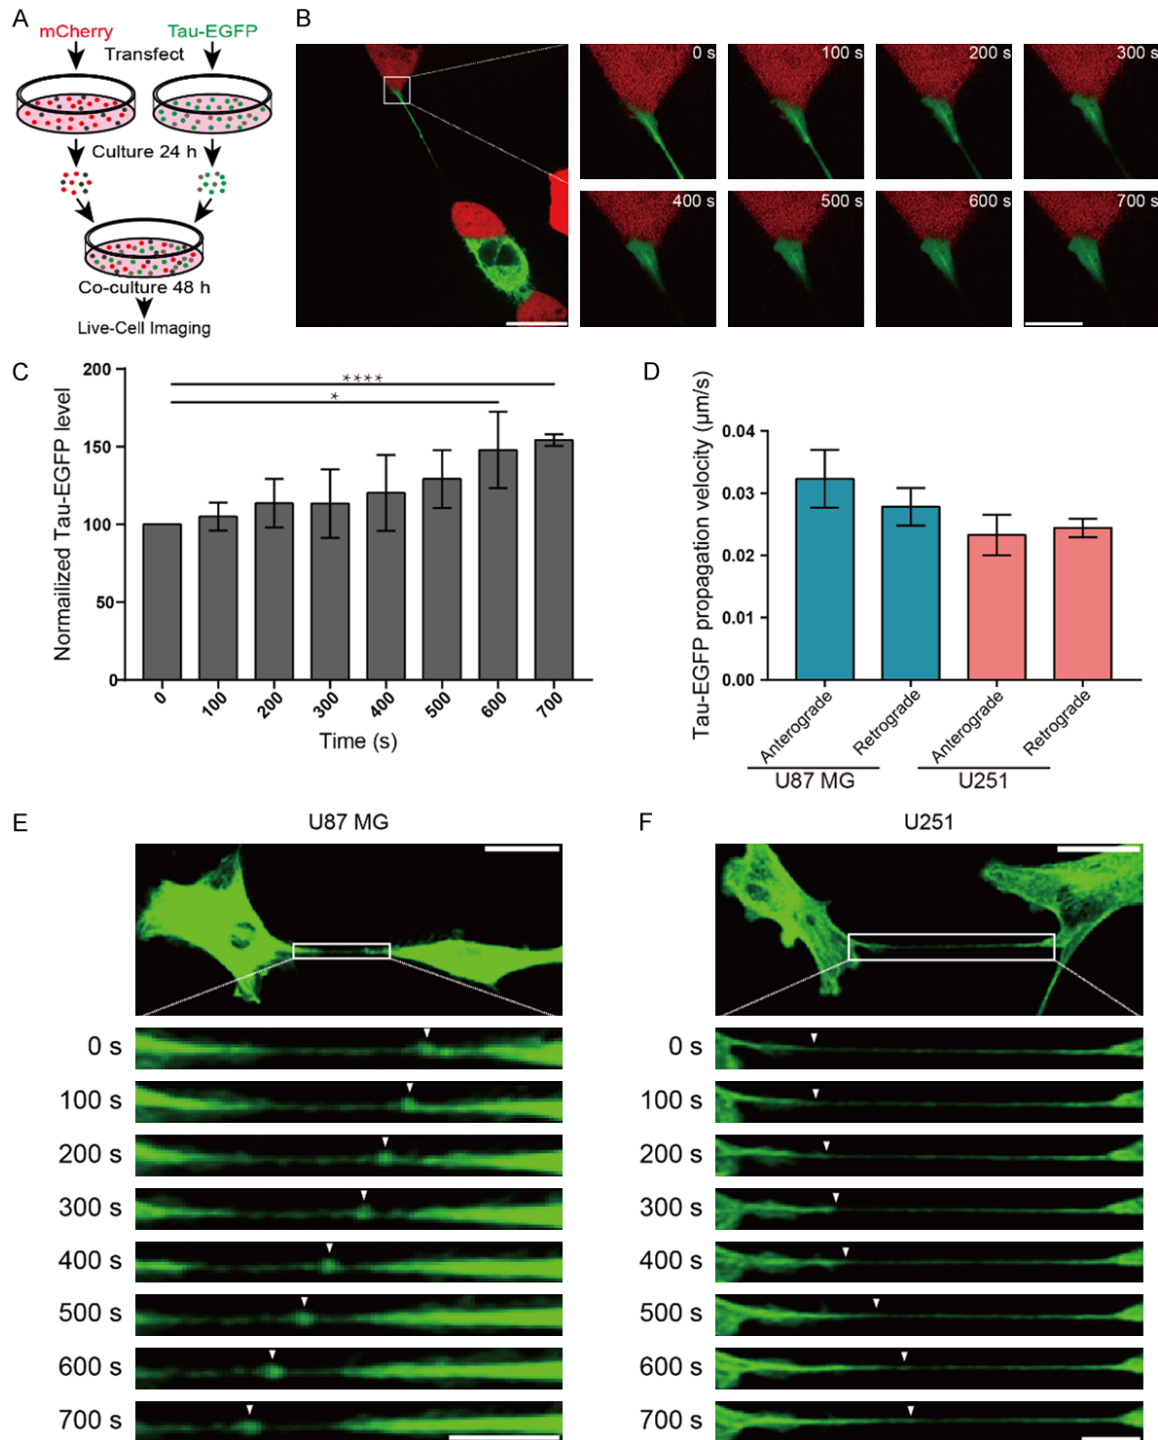 A
mCherry
Tau-EGFP
Transfect
Culture 24 h
Co-culture 48 h
Live-Cell Imaging
B
0 s
100 s
200 s
300 s
400 s
500 s
600 s
700 s
C
Normailized Tau-EGFP level
200
150
100
50
0
****
*
0
100
200
300
400
500
600
700
Time (s)
D
Tau-EGFP propagation velocity (µm/s)
0.04
0.03
0.02
0.01
0.00
Anterograde
Retrograde
Anterograde
Retrograde
U87 MG
U251
E
U87 MG
0 s
100 s
200 s
300 s
400 s
500 s
600 s
700 s
F
U251
0 s
100 s
200 s
300 s
400 s
500 s
600 s
700 s